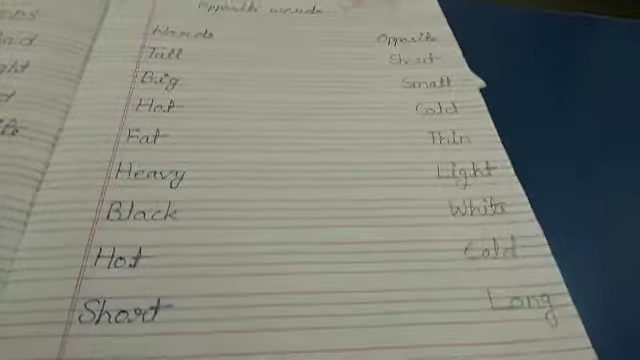 Opposite words
Words Opposite
Tall Short
Big Small
Hot Cold
Fat Thin
Heavy Light
Black White
Hot Cold
Short Long